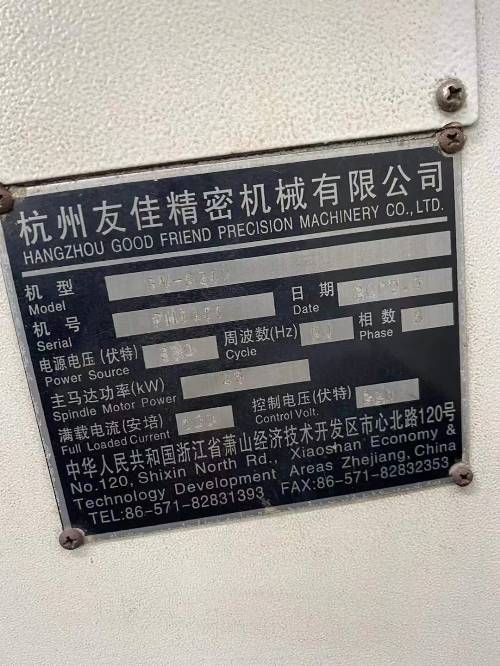 杭州友佳精密机械有限公司
HANGZHOU GOOD FRIEND PRECISION MACHINERY CO., LTD.
机型
Model
日期
Date
机号
Serial
电源电压(伏特)
Power Source
周波数(Hz)
Cycle
相数
Phase
主马达功率(kW)
Spindle Motor Power
满载电流(安培)
Full Loaded Current
控制电压(伏特)
Control Volt.
中华人民共和国浙江省萧山经济技术开发区市心北路120号
No.120, Shixin North Rd., Xiaoshan Economy &
Technology Development Areas Zhejiang, China
TEL:86-571-82831393 FAX:86-571-82832353